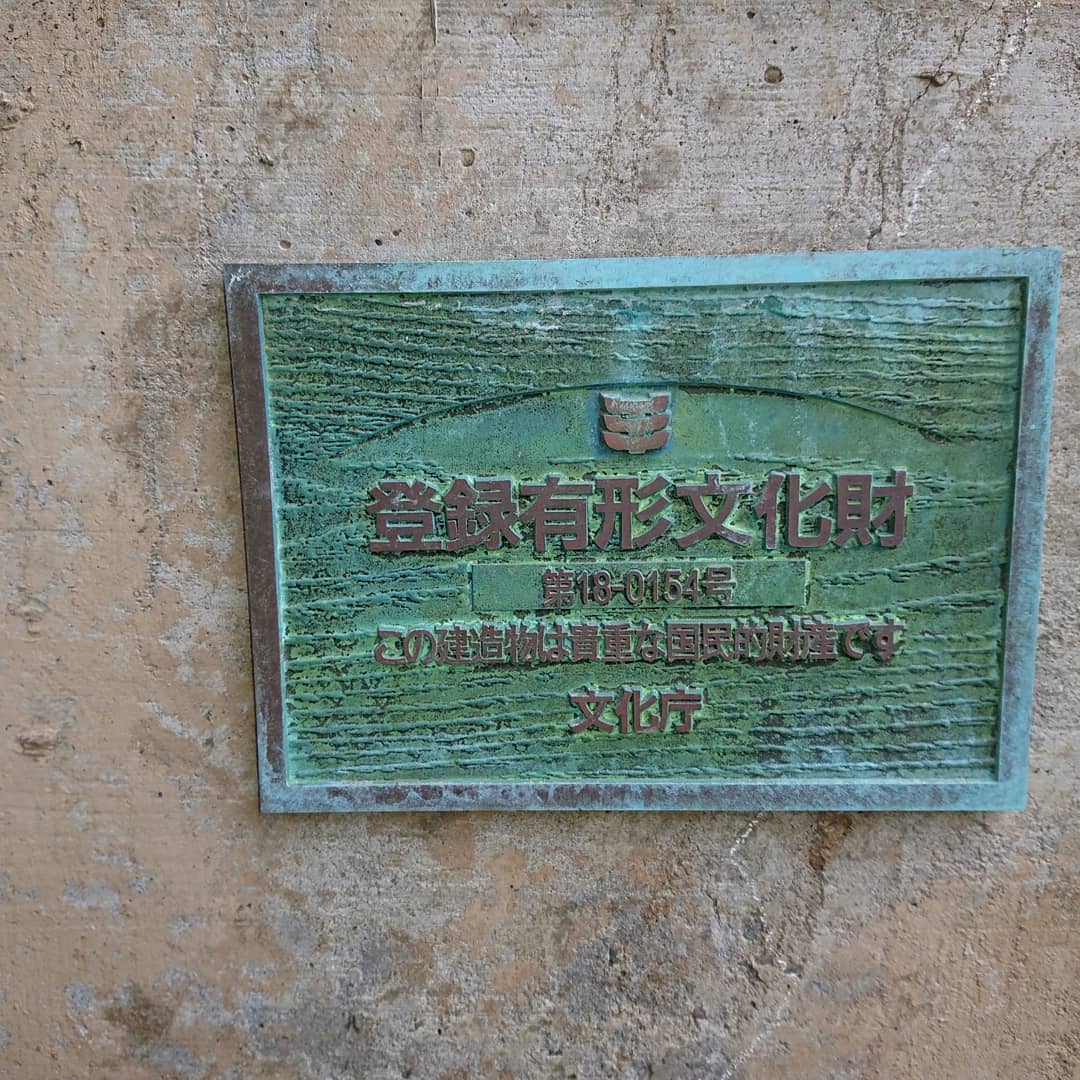 登録有形文化財
第18-0154号
この建造物は貴重な国民的財産です
文化庁